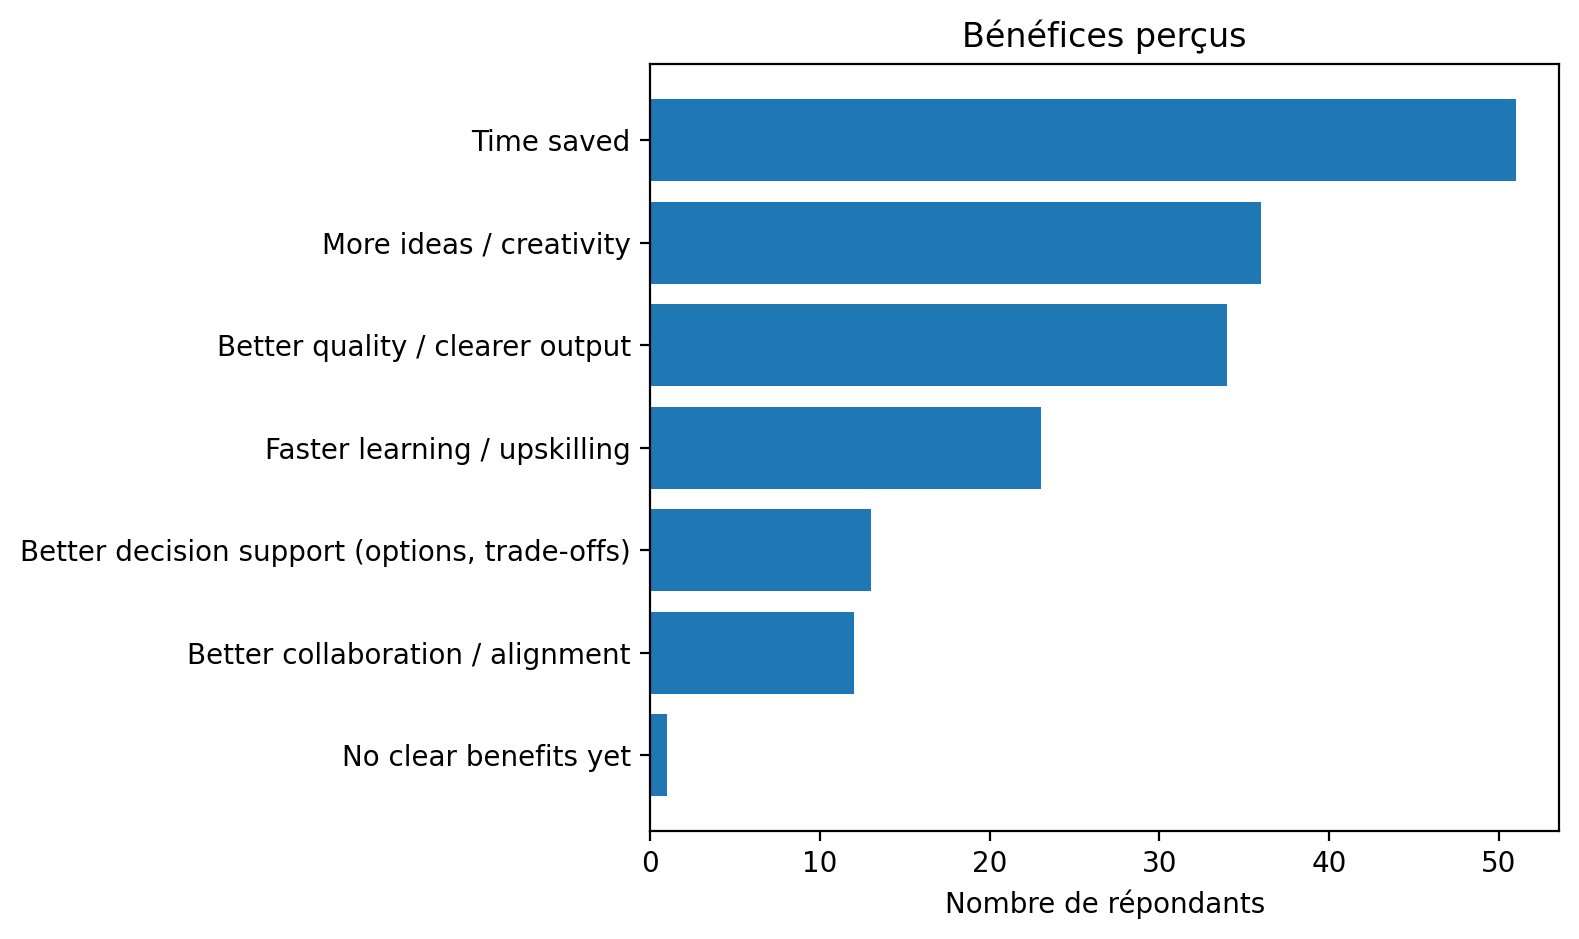 Bénéfices perçus
Time saved
More ideas / creativity
Better quality / clearer output
Faster learning / upskilling
Better decision support (options, trade-offs)
Better collaboration / alignment
No clear benefits yet
0 10 20 30 40 50
Nombre de répondants